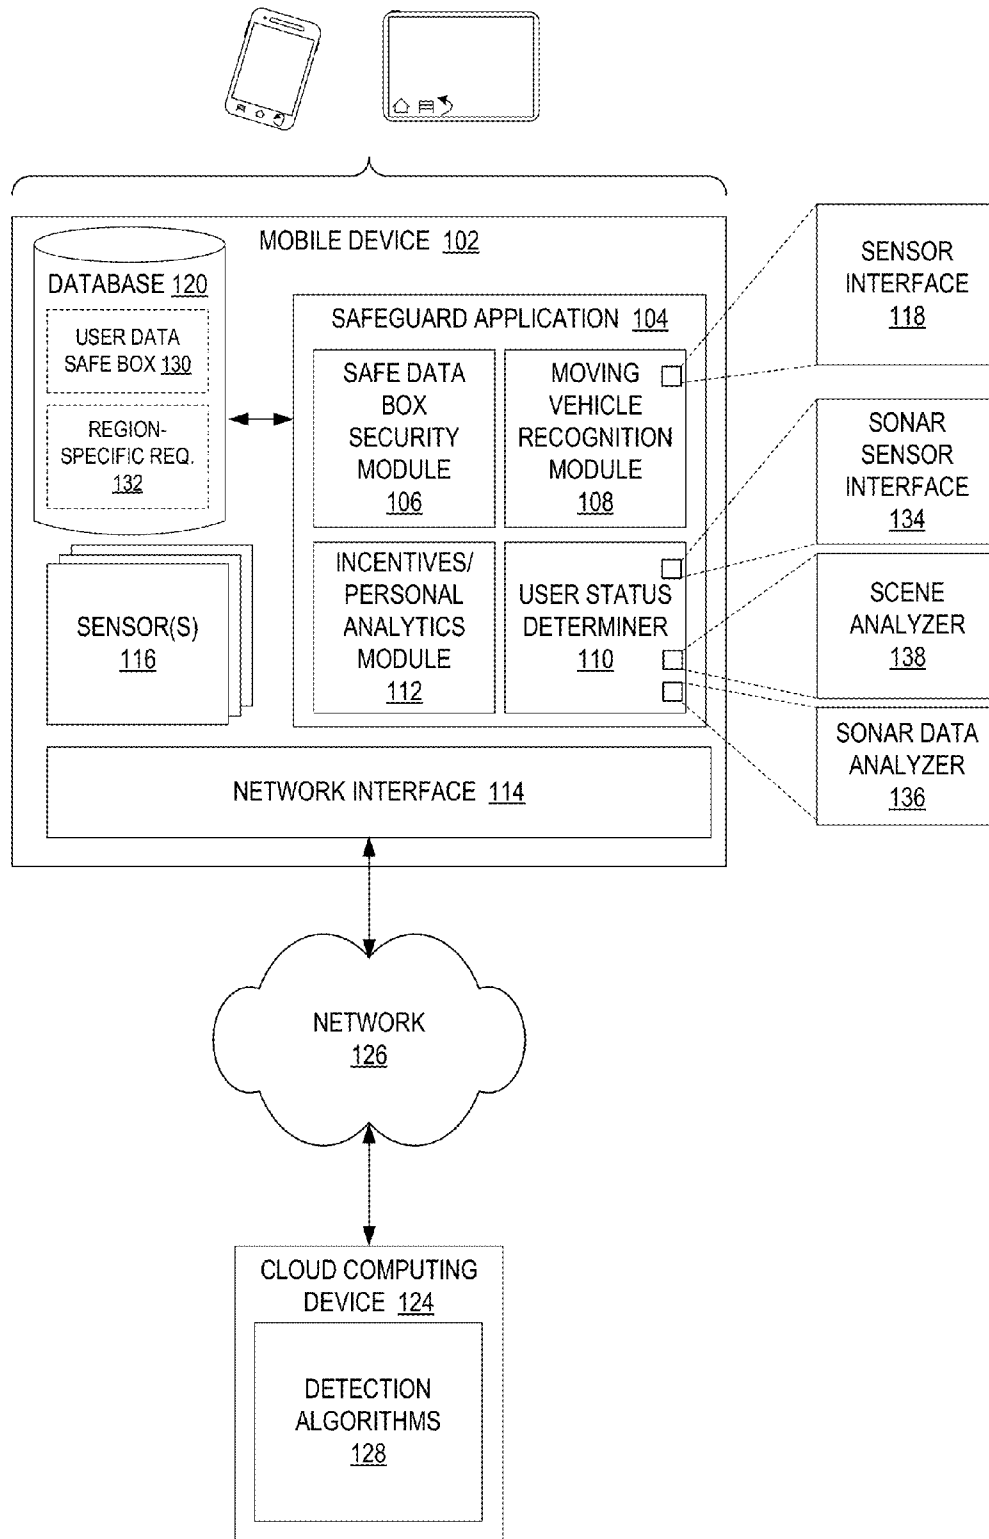 MOBILE DEVICE 102
DATABASE 120
USER DATA
SAFE BOX 130
REGION-
SPECIFIC REQ.
132
SENSOR(S)
116
SAFEGUARD APPLICATION 104
SAFE DATA
BOX
SECURITY
MODULE
106
MOVING
VEHICLE
RECOGNITION
MODULE
108
INCENTIVES/
PERSONAL
ANALYTICS
MODULE
112
USER STATUS
DETERMINER
110
NETWORK INTERFACE 114
SENSOR
INTERFACE
118
SONAR
SENSOR
INTERFACE
134
SCENE
ANALYZER
138
SONAR DATA
ANALYZER
136
NETWORK
126
CLOUD COMPUTING
DEVICE 124
DETECTION
ALGORITHMS
128